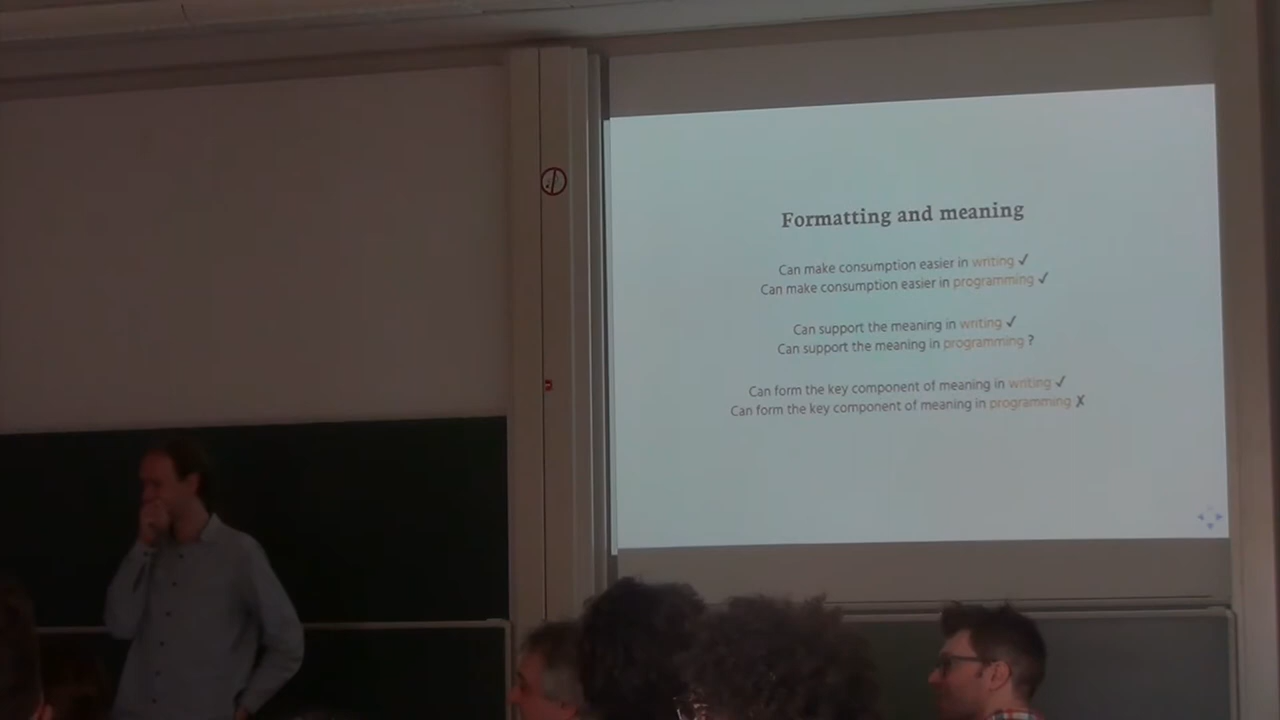 Formatting and meaning
Can make consumption easier in writing ✓
Can make consumption easier in programming ✓
Can support the meaning in writing ✓
Can support the meaning in programming ?
Can form the key component of meaning in writing ✓
Can form the key component of meaning in programming ✗